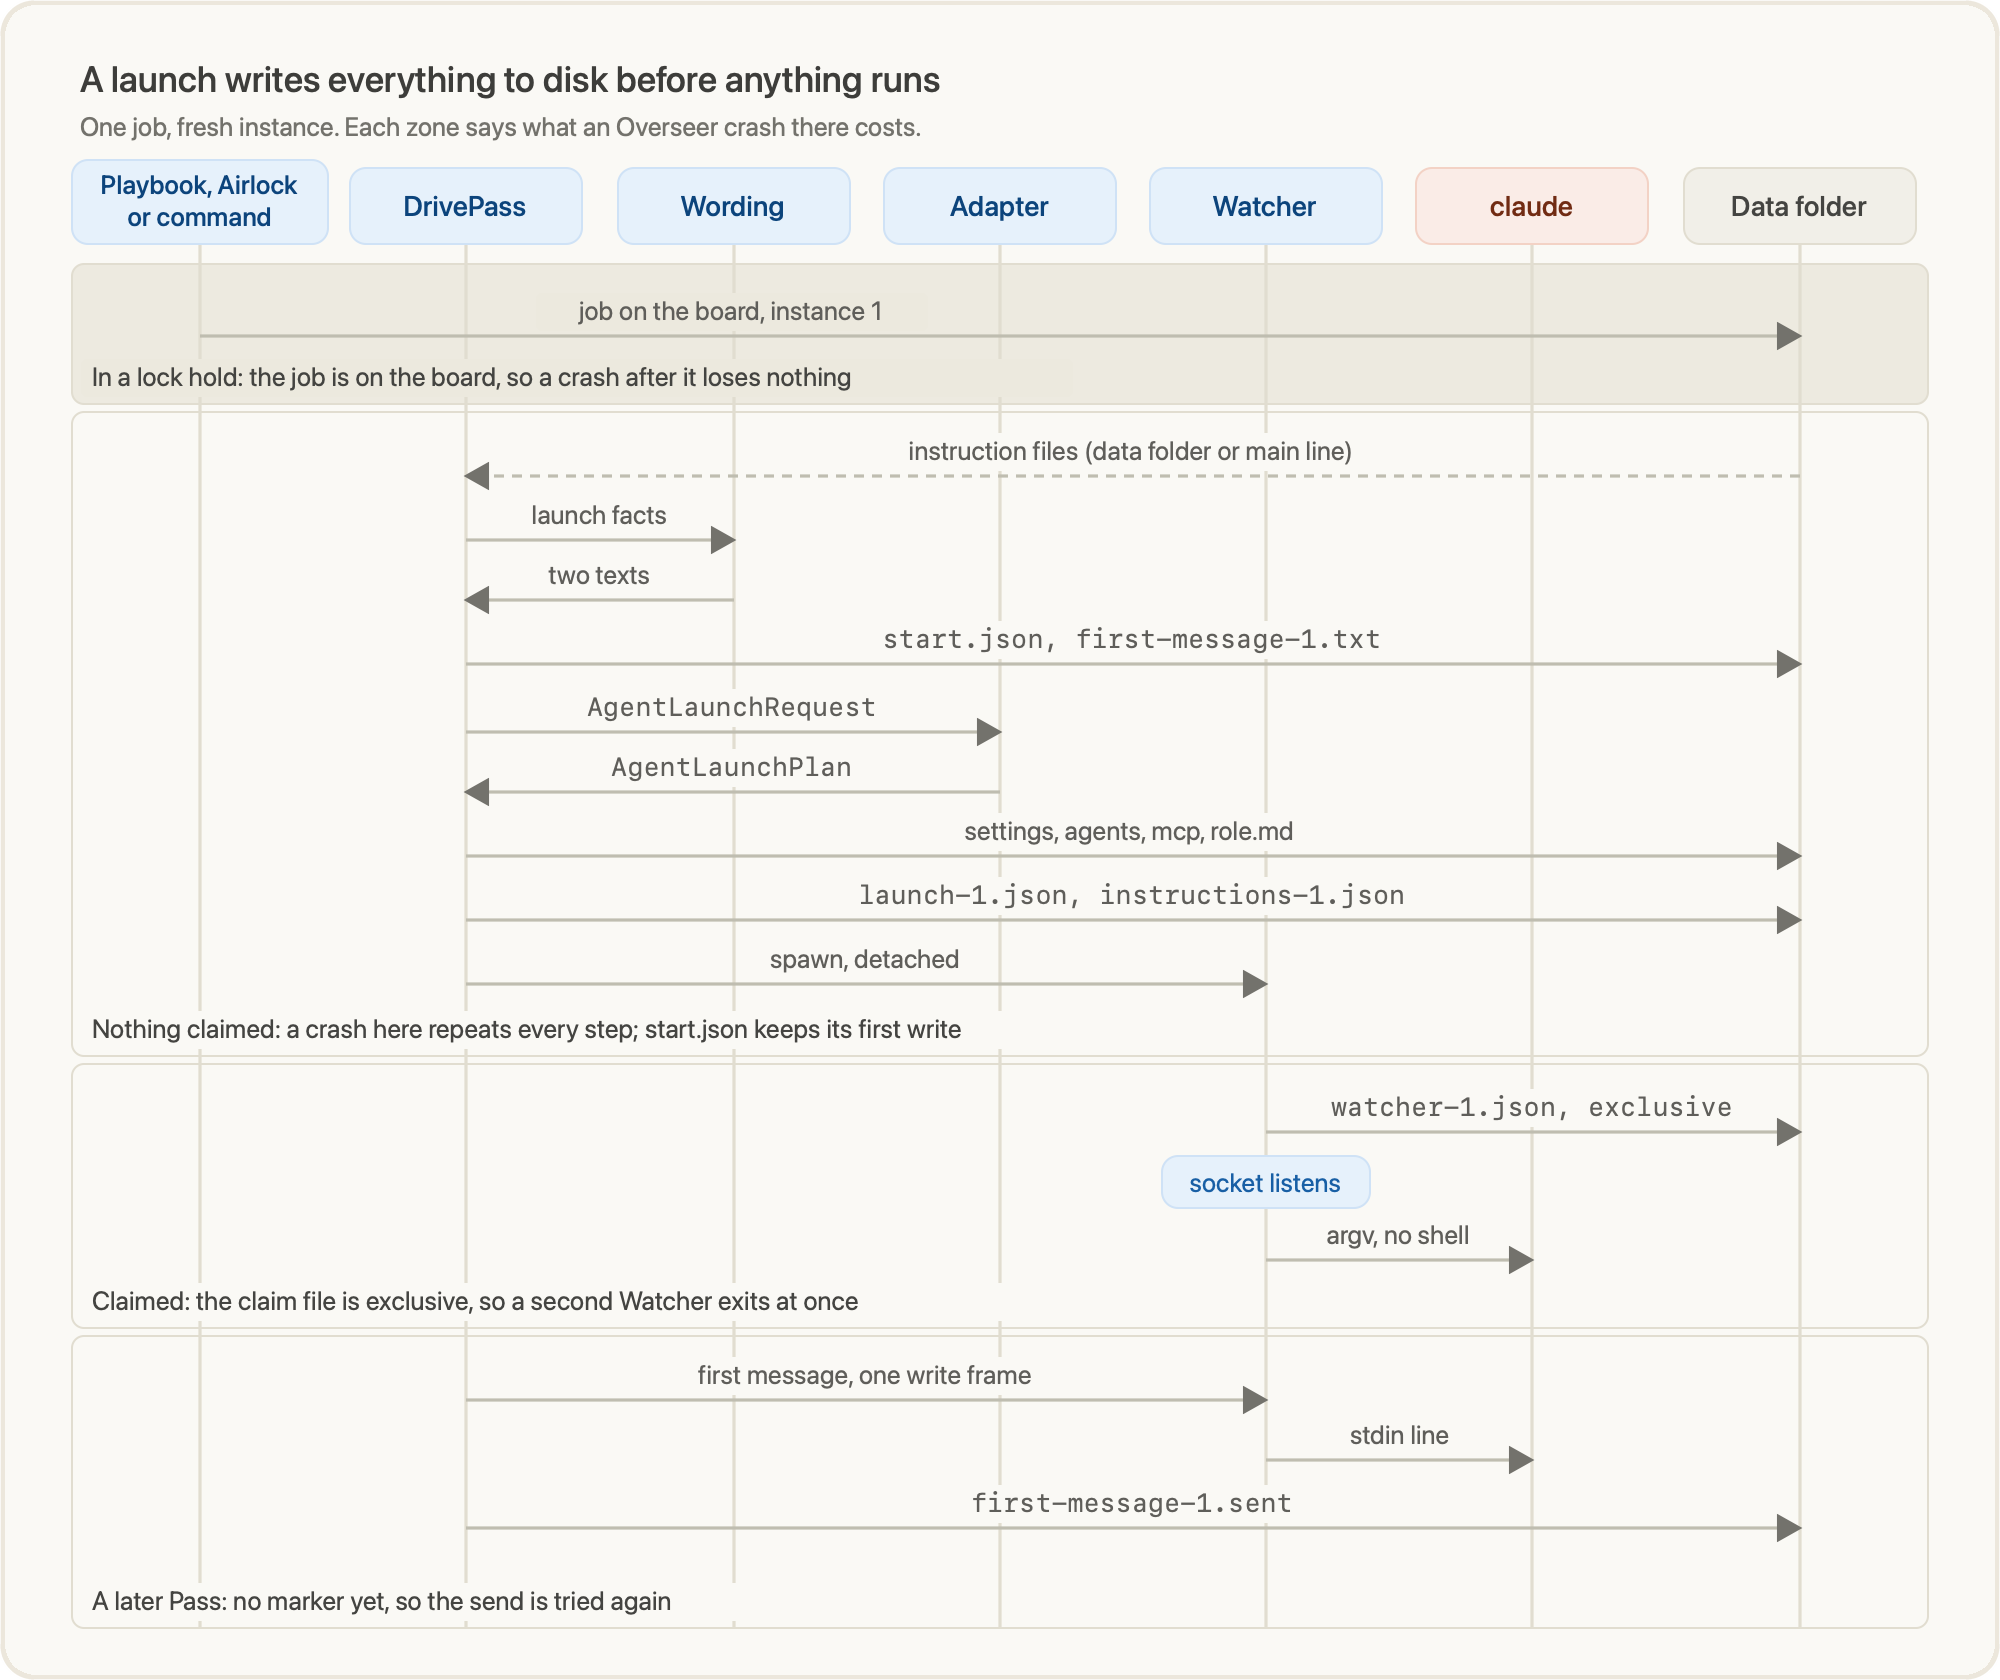 A launch writes everything to disk before anything runs
One job, fresh instance. Each zone says what an Overseer crash there costs.
Playbook, Airlock
or command
DrivePass
Wording
Adapter
Watcher
claude
Data folder
job on the board, instance 1
In a lock hold: the job is on the board, so a crash after it loses nothing
instruction files (data folder or main line)
launch facts
two texts
start.json, first-message-1.txt
AgentLaunchRequest
AgentLaunchPlan
settings, agents, mcp, role.md
launch-1.json, instructions-1.json
spawn, detached
Nothing claimed: a crash here repeats every step; start.json keeps its first write
watcher-1.json, exclusive
socket listens
argv, no shell
Claimed: the claim file is exclusive, so a second Watcher exits at once
first message, one write frame
stdin line
first-message-1.sent
A later Pass: no marker yet, so the send is tried again